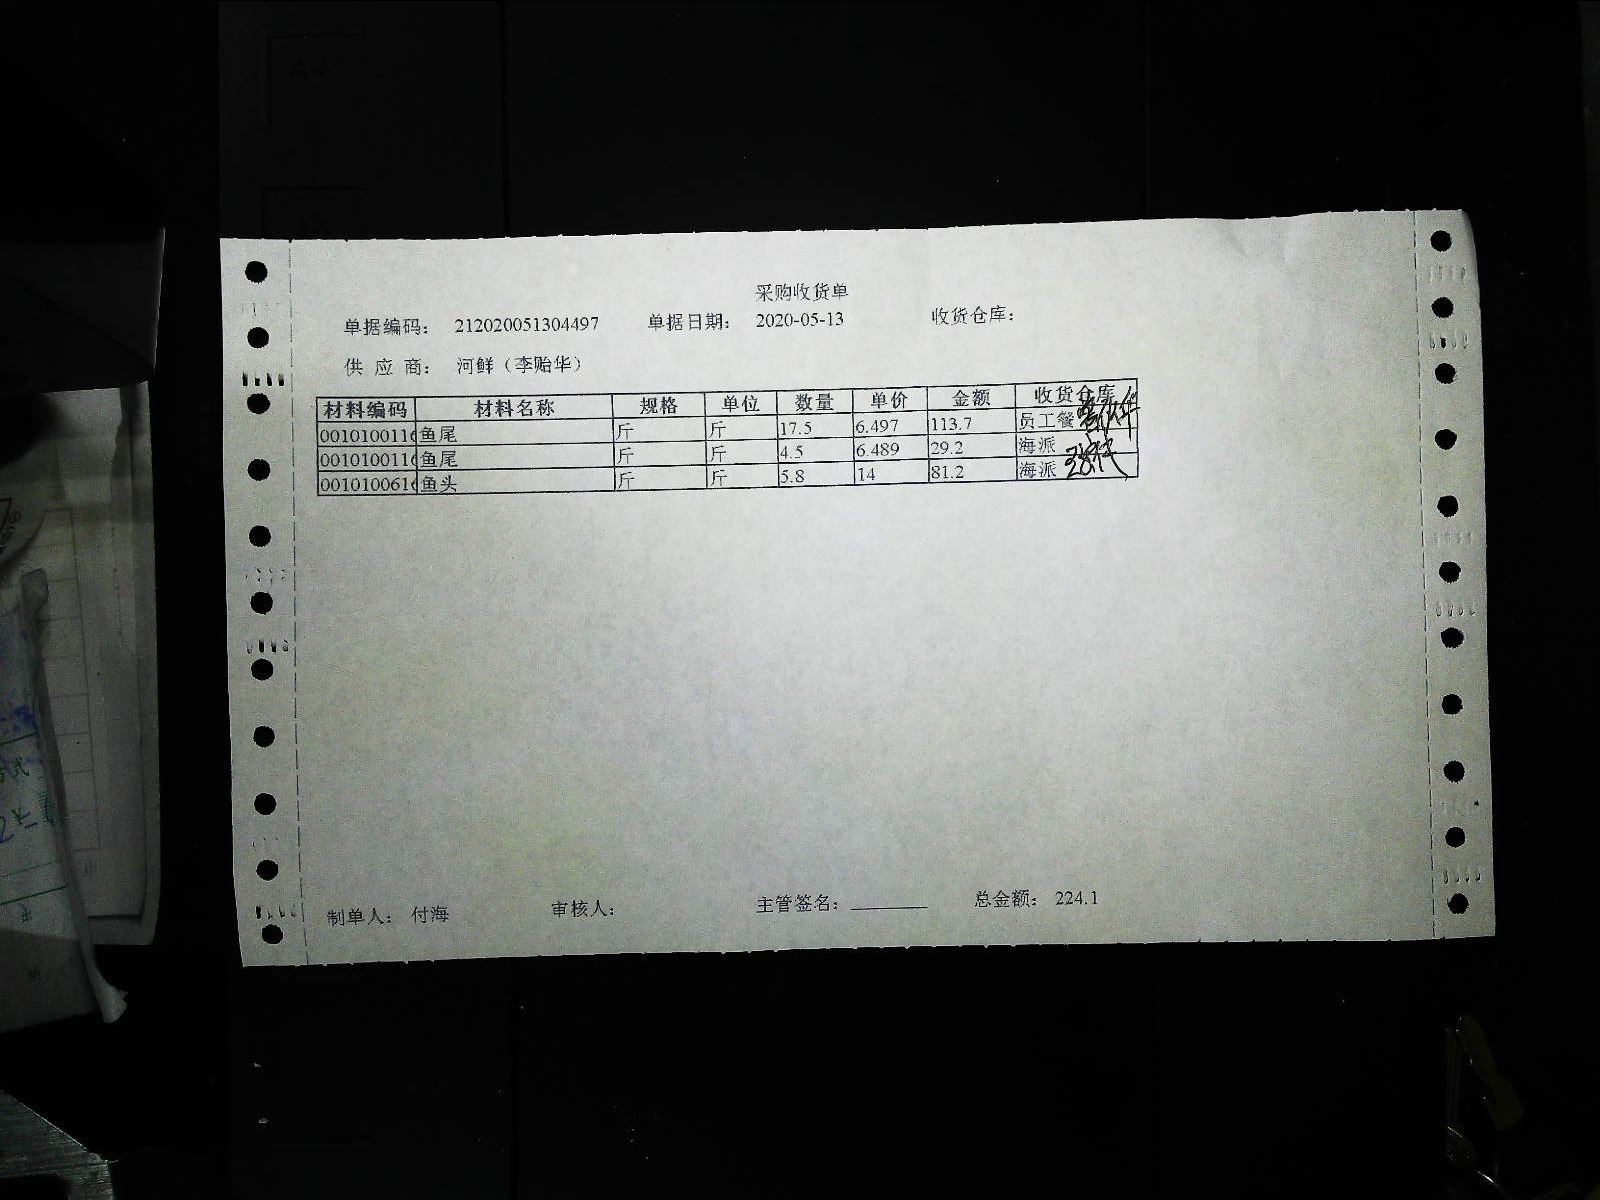 采购收货单
单据编码： 212020051304497 单据日期： 2020-05-13 收货仓库：
供 应 商： 河鲜（李贻华）
材料编码 材料名称 规格 单位 数量 单价 金额 收货仓库
001010011 鱼尾 斤 斤 17.5 6.497 113.7 员工餐
001010011 鱼尾 斤 斤 4.5 6.489 29.2 海派
001010061 鱼头 斤 斤 5.8 14 81.2 海派
制单人： 付海 审核人： 主管签名： 总金额： 224.1